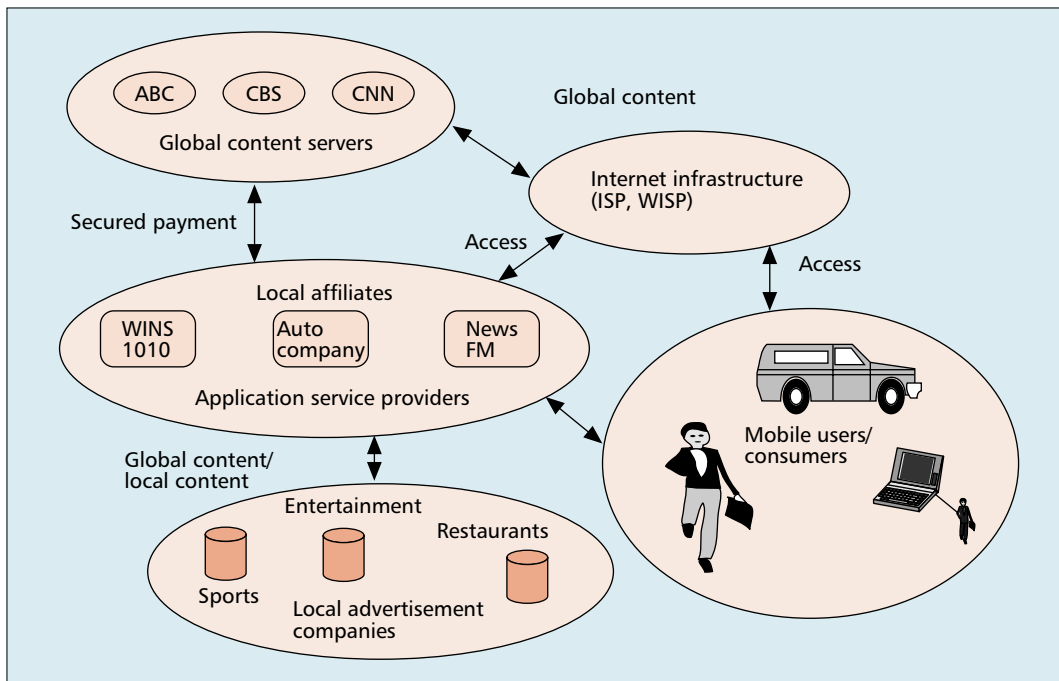 ABC
CBS
CNN
Global content servers
Global content
Internet infrastructure
(ISP, WISP)
Secured payment
Access
Access
Local affiliates
WINS
1010
Auto
company
News
FM
Application service providers
Mobile users/
consumers
Global content/
local content
Entertainment
Restaurants
Sports
Local advertisement
companies